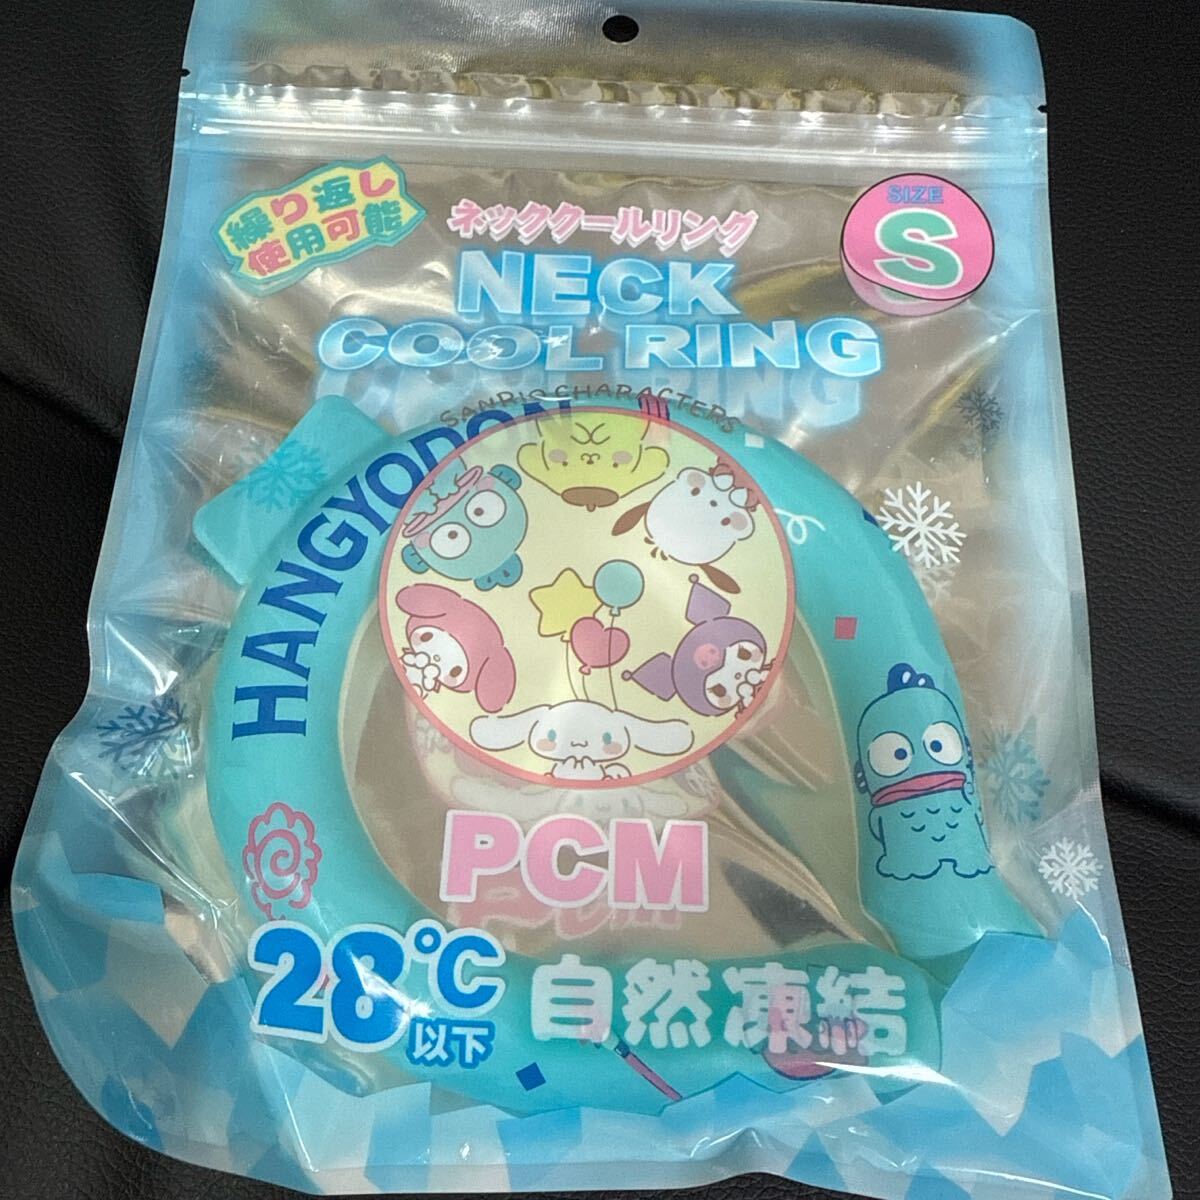 繰り返し
使用可能
ネッククールリング
SIZE
S
NECK
COOL RING
SANRIO CHARACTERS
HANGYODON
PCM
28℃
以下
自然凍結